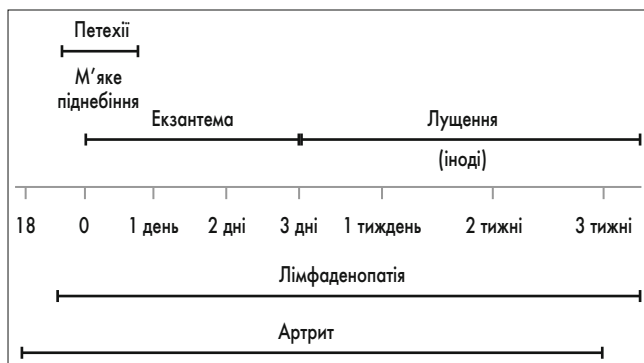 Петехії
М’яке
піднебіння
Екзантема
Лущення
(іноді)
18 0 1 день 2 дні 3 дні 1 тиждень 2 тижні 3 тижні
Лімфаденопатія
Артрит